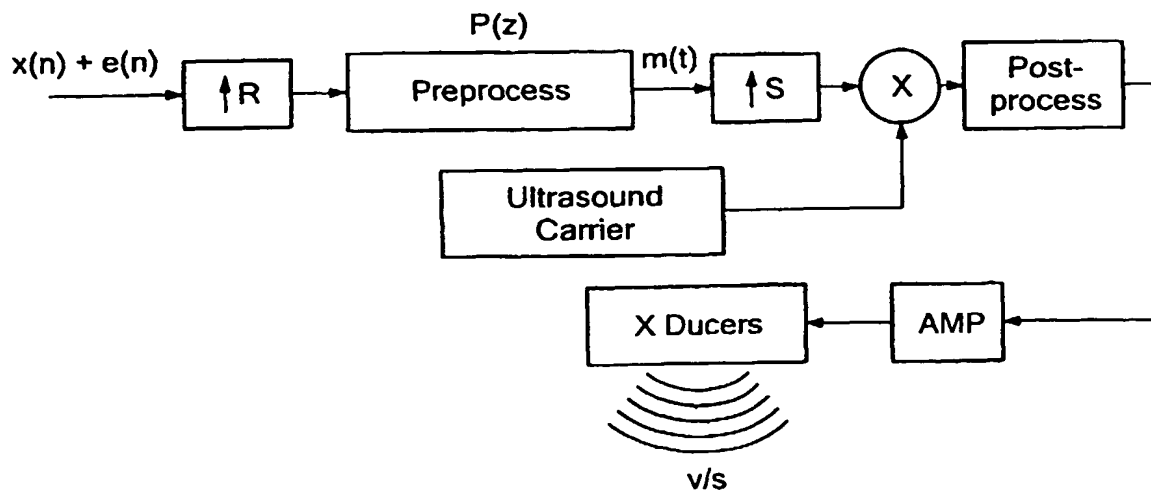 P(z)
x(n) + e(n)
↑ R
Preprocess
m(t)
↑ S
X
Post-
process
Ultrasound
Carrier
X Ducers
AMP
v/s